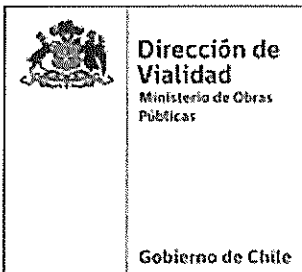 Dirección de
Vialidad
Ministerio de Obras
Públicas
Gobierno de Chile